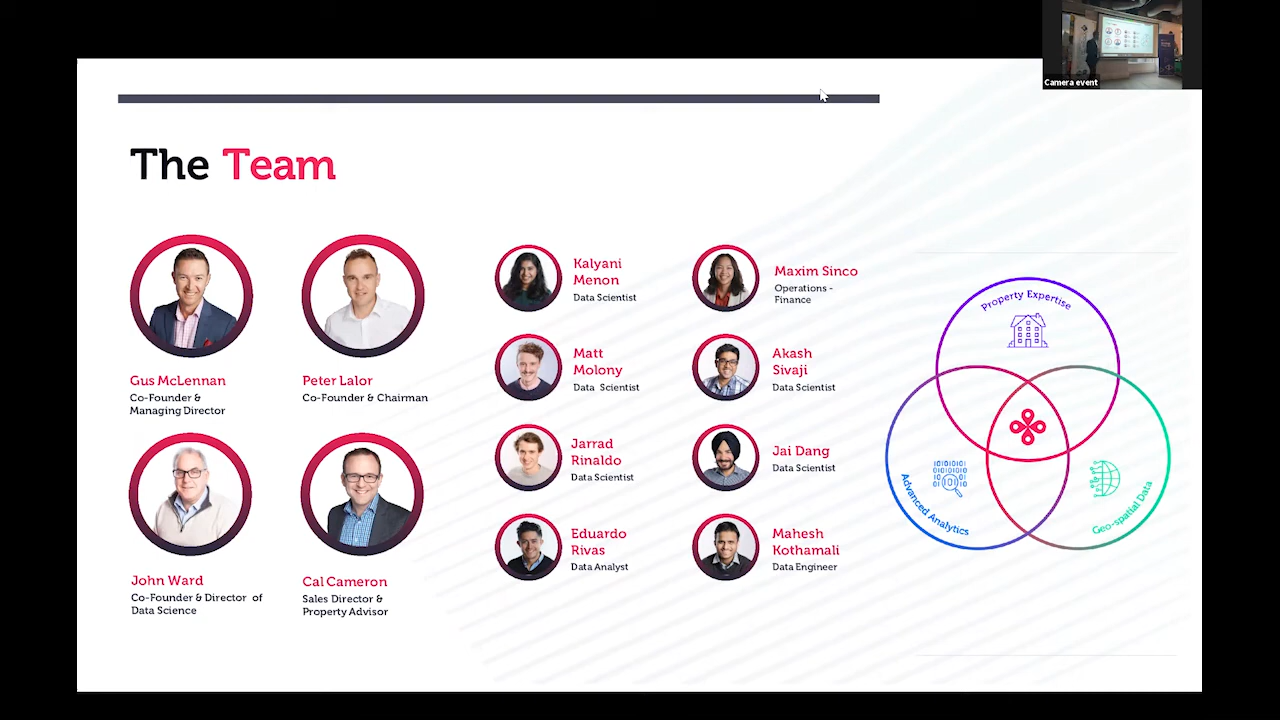 Camera event
The Team
Gus McLennan
Co-Founder &
Managing Director
Peter Lalor
Co-Founder & Chairman
John Ward
Co-Founder & Director of
Data Science
Cal Cameron
Sales Director &
Property Advisor
Kalyani
Menon
Data Scientist
Matt
Molony
Data Scientist
Jarrad
Rinaldo
Data Scientist
Eduardo
Rivas
Data Analyst
Maxim Sinco
Operations -
Finance
Akash
Sivaji
Data Scientist
Jai Dang
Data Scientist
Mahesh
Kothamali
Data Engineer
Property Expertise
Advanced Analytics
Geo-spatial Data